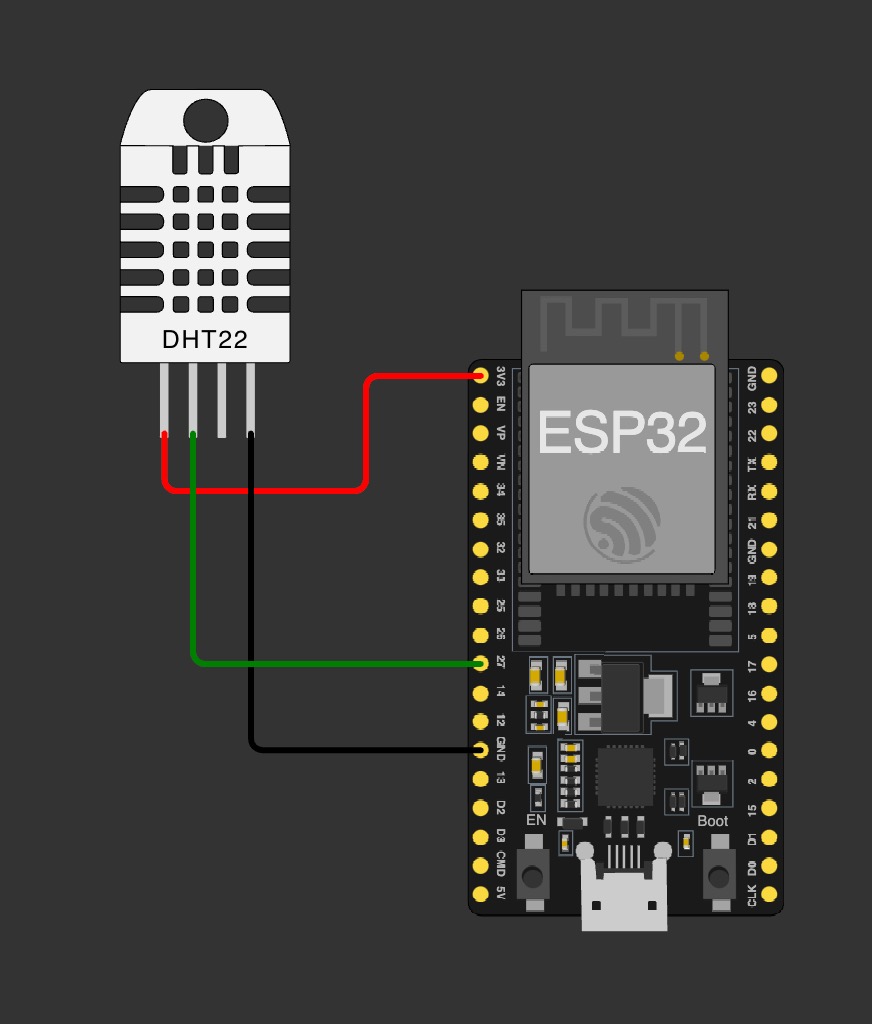 DHT22
ESP32
3V3
EN
VP
VN
34
35
32
33
25
26
27
14
12
GND
13
D2
D3
CMD
5V
GND
23
22
TX
RX
21
GND
19
18
5
17
16
4
0
2
15
D1
D0
CLK
EN
Boot